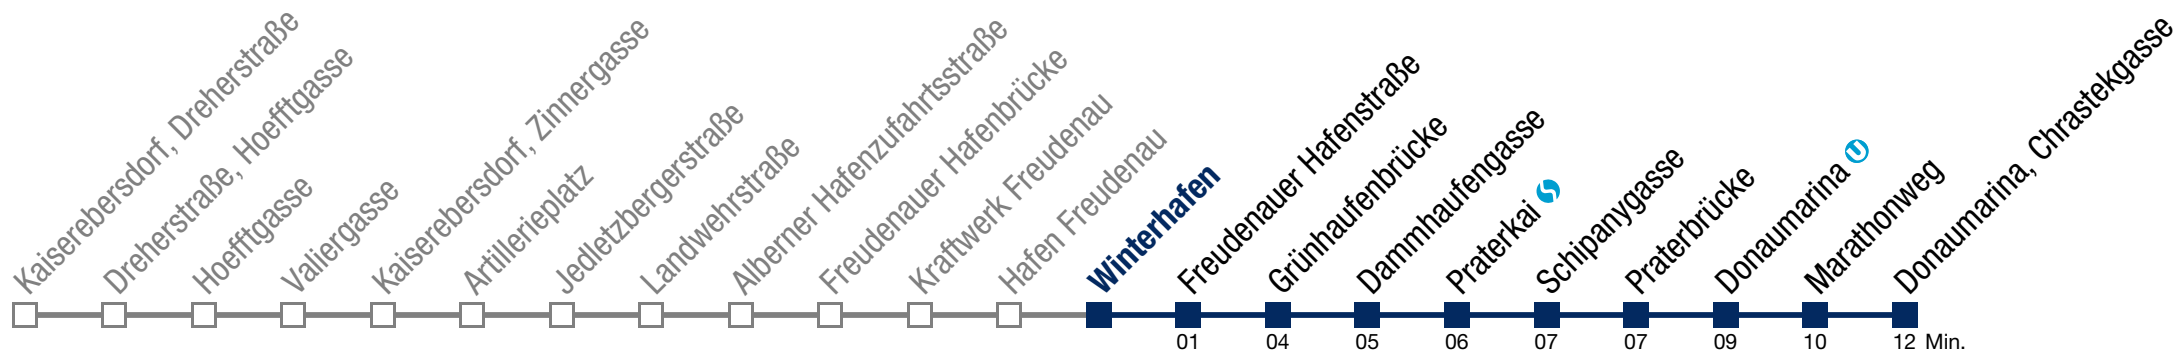 Kaiserebersdorf, Dreherstraße
Dreherstraße, Hoefftgasse
Hoefftgasse
Valiergasse
Kaiserebersdorf, Zinnergasse
Artillerieplatz
Jedletzbergerstraße
Landwehrstraße
Alberner Hafenzufahrtsstraße
Freudenauer Hafenbrücke
Kraftwerk Freudenau
Hafen Freudenau
Winterhafen
Freudenauer Hafenstraße
Grünhaufenbrücke
Dammhaufengasse
Praterkai S
Schipanygasse
Praterbrücke
Donaumarina U
Marathonweg
Donaumarina, Chrastekgasse
01 04 05 06 07 07 09 10 12 Min.